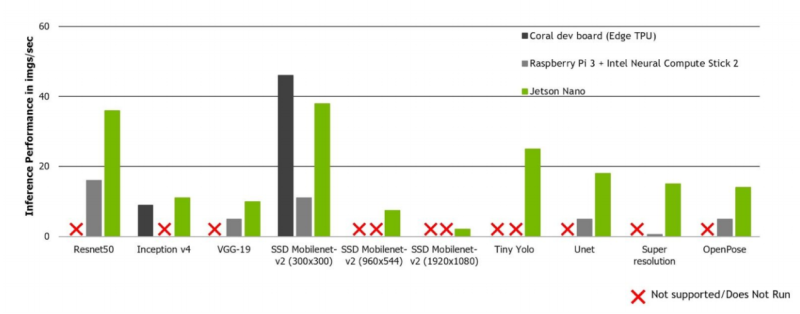 Inference Performance in imgs/sec
60
40
20
0
Coral dev board (Edge TPU)
Raspberry Pi 3 + Intel Neural Compute Stick 2
Jetson Nano
Resnet50
Inception v4
VGG-19
SSD Mobilenet-
v2 (300x300)
SSD Mobilenet-
v2 (960x544)
SSD Mobilenet-
v2 (1920x1080)
Tiny Yolo
Unet
Super
resolution
OpenPose
Not supported/Does Not Run